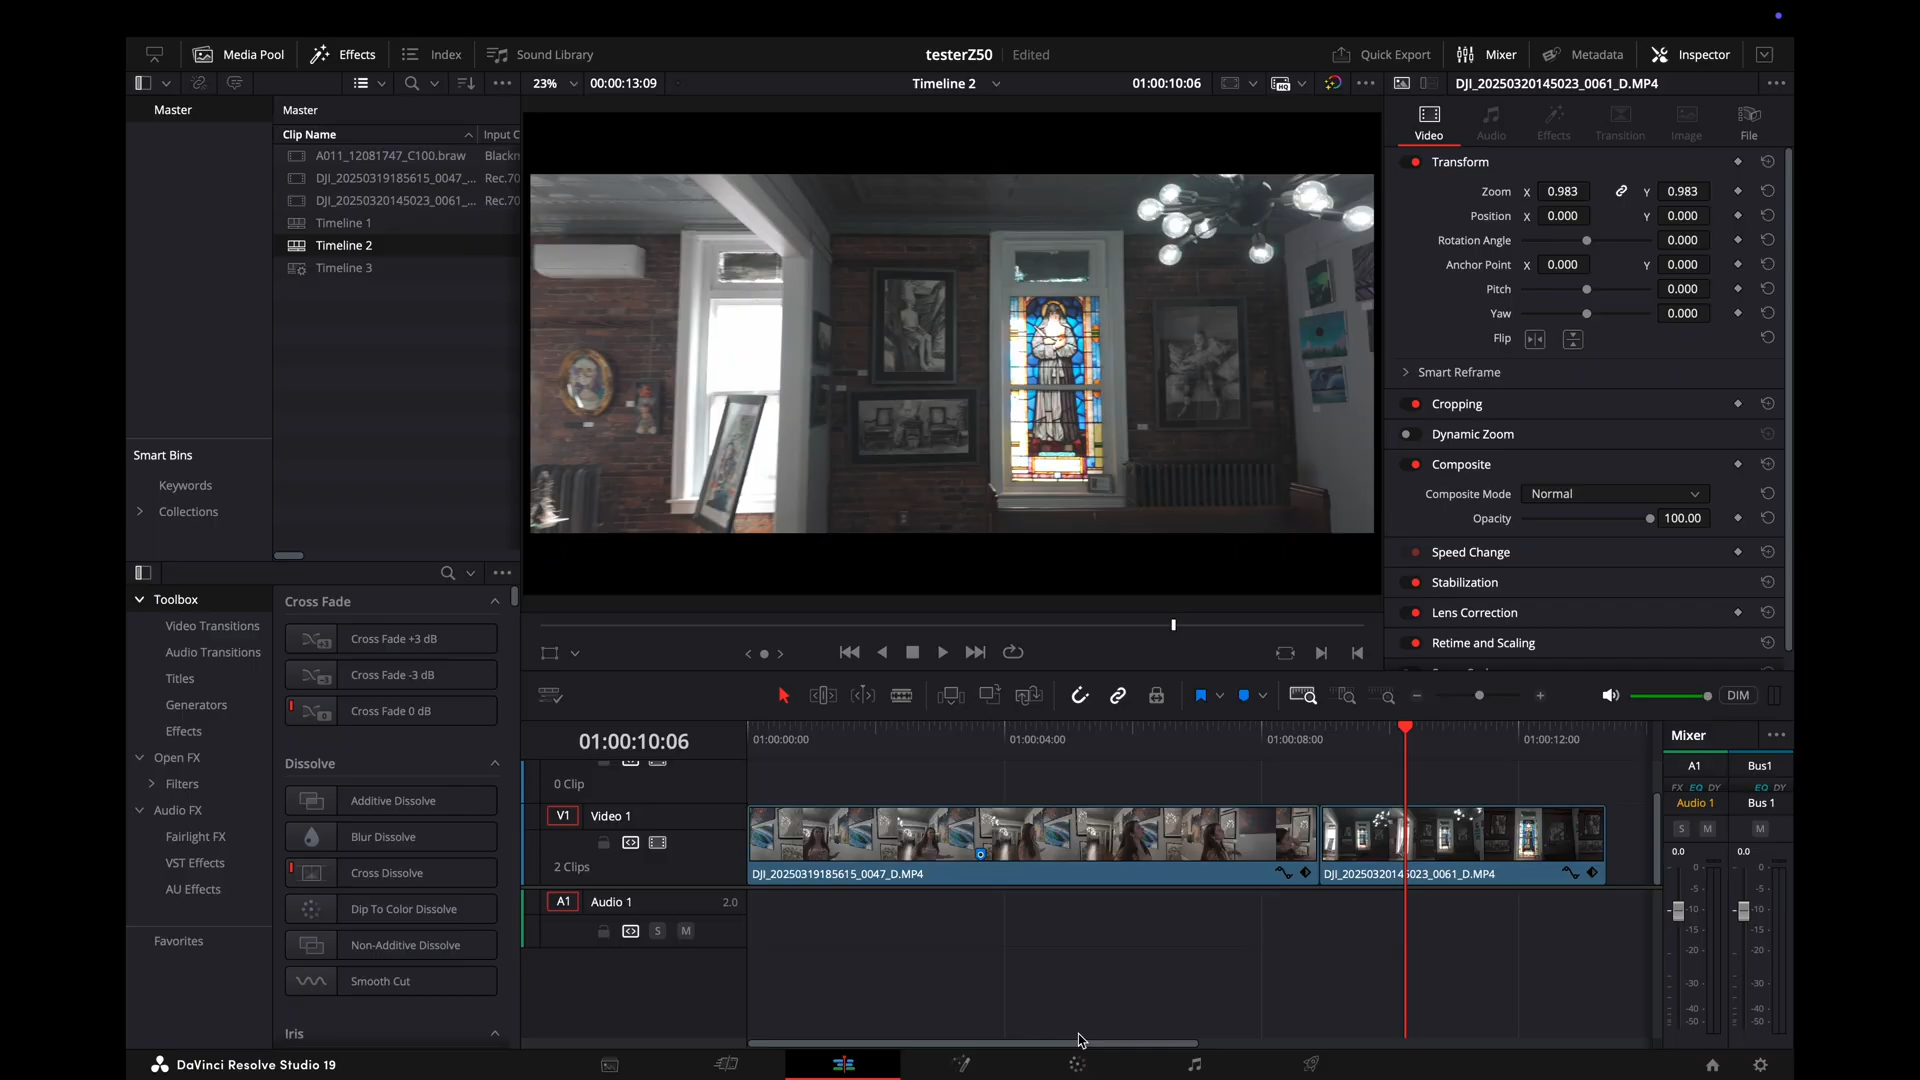 Media Pool
Effects
Index
Sound Library
testerZ50
Edited
Quick Export
Mixer
Metadata
Inspector
23%
00:00:13:09
Timeline 2
01:00:10:06
DJI_20250320145023_0061_D.MP4
Master
Master
Clip Name
Input C
A011_12081747_C100.braw
Blackn
DJI_20250319185615_0047_...
Rec.70
DJI_20250320145023_0061_...
Rec.70
Timeline 1
Timeline 2
Timeline 3
Smart Bins
Keywords
Collections
Video
Audio
Effects
Transition
Image
File
Transform
Zoom X 0.983 Y 0.983
Position X 0.000 Y 0.000
Rotation Angle 0.000
Anchor Point X 0.000 Y 0.000
Pitch 0.000
Yaw 0.000
Flip
Smart Reframe
Cropping
Dynamic Zoom
Composite
Composite Mode Normal
Opacity 100.00
Speed Change
Stabilization
Lens Correction
Retime and Scaling
Toolbox
Video Transitions
Audio Transitions
Titles
Generators
Effects
Open FX
Filters
Audio FX
Fairlight FX
VST Effects
AU Effects
Favorites
Cross Fade
+3
Cross Fade +3 dB
-3
Cross Fade -3 dB
0
Cross Fade 0 dB
Dissolve
Additive Dissolve
Blur Dissolve
Cross Dissolve
Dip To Color Dissolve
Non-Additive Dissolve
Smooth Cut
Iris
DIM
01:00:10:06
01:00:00:00
01:00:04:00
01:00:08:00
01:00:12:00
0 Clip
V1 Video 1
2 Clips
DJI_20250319185615_0047_D.MP4
DJI_20250320145023_0061_D.MP4
A1 Audio 1 2.0
S M
Mixer
A1
Bus1
FX EQ DY
EQ DY
Audio 1
Bus 1
S M
M
0.0
0.0
0
-5
-10
-15
-20
-30
-40
-50
0
-5
-10
-15
-20
-30
-40
-50
DaVinci Resolve Studio 19